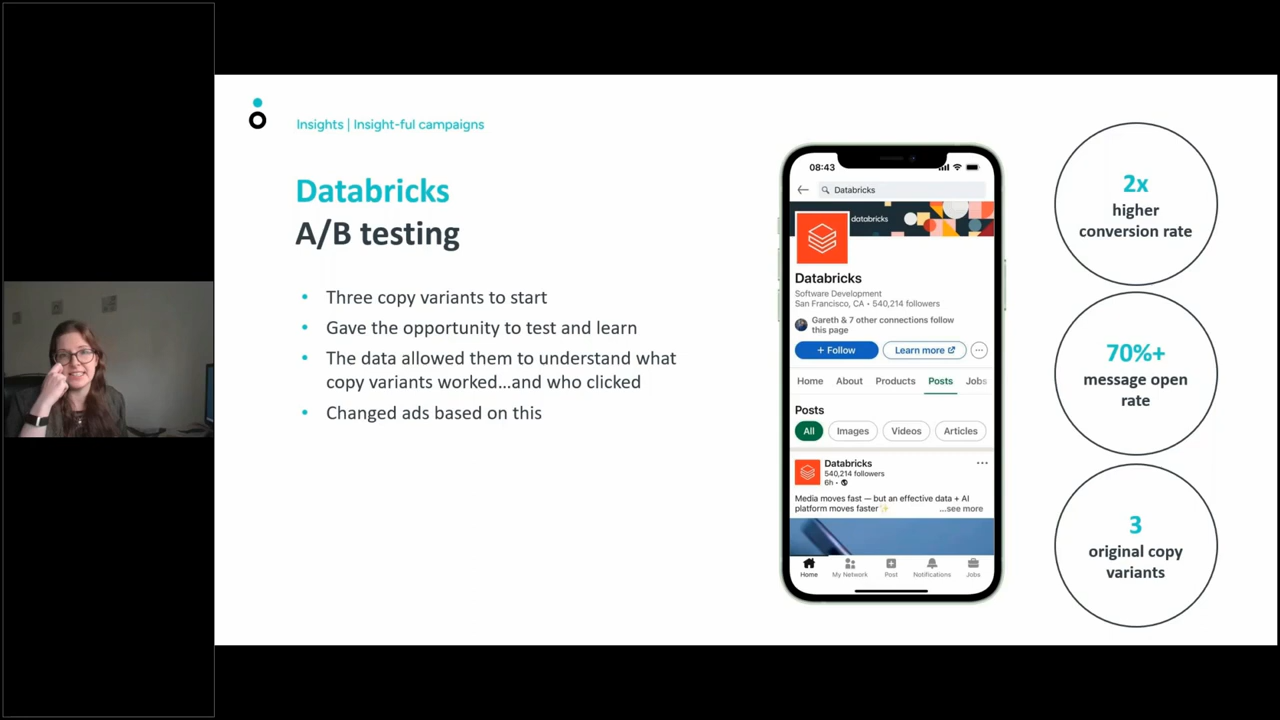 Insights | Insight-ful campaigns
Databricks
A/B testing
• Three copy variants to start
• Gave the opportunity to test and learn
• The data allowed them to understand what
copy variants worked...and who clicked
• Changed ads based on this
08:43
Databricks
databricks
Databricks
Software Development
San Francisco, CA • 540,214 followers
Gareth & 7 other connections follow
this page
+ Follow
Learn more
Home About Products Posts Jobs
Posts
All Images Videos Articles
Databricks
540,214 followers
6h •
Media moves fast — but an effective data + AI
platform moves faster✨ ...see more
Home My Network Post Notifications Jobs
2x
higher
conversion rate
70%+
message open
rate
3
original copy
variants